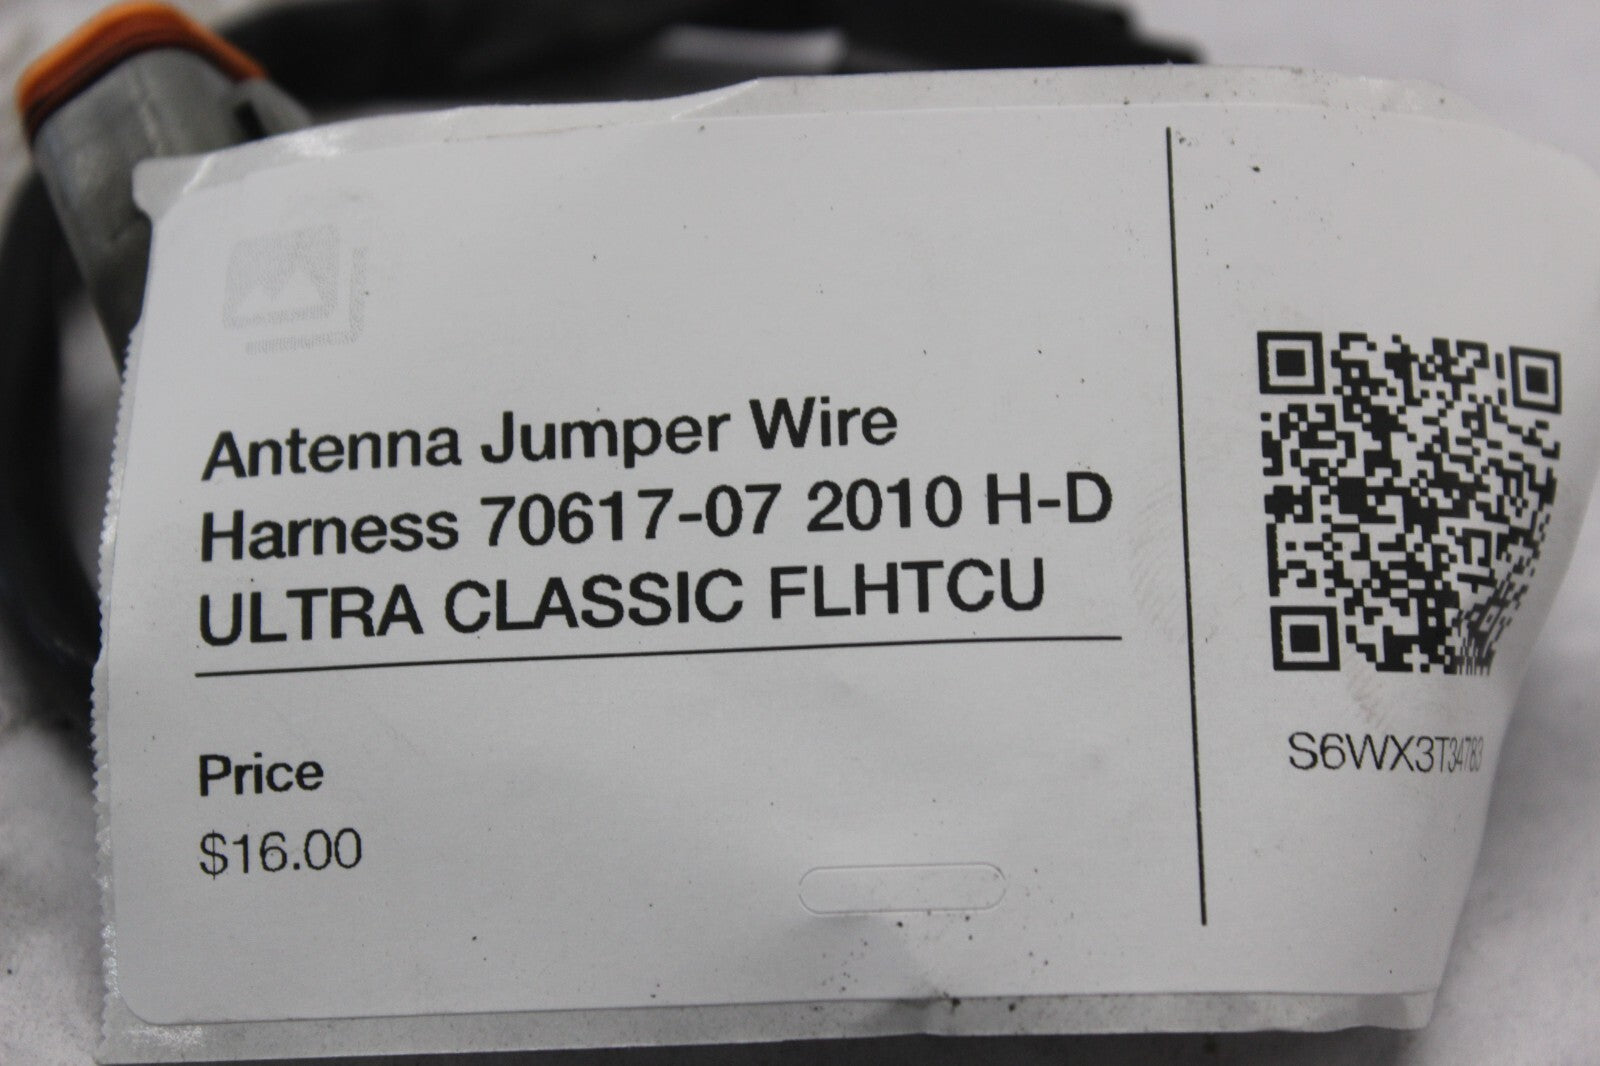 Antenna Jumper Wire
Harness 70617-07 2010 H-D
ULTRA CLASSIC FLHTCU
Price
$16.00
S6WX3T34783